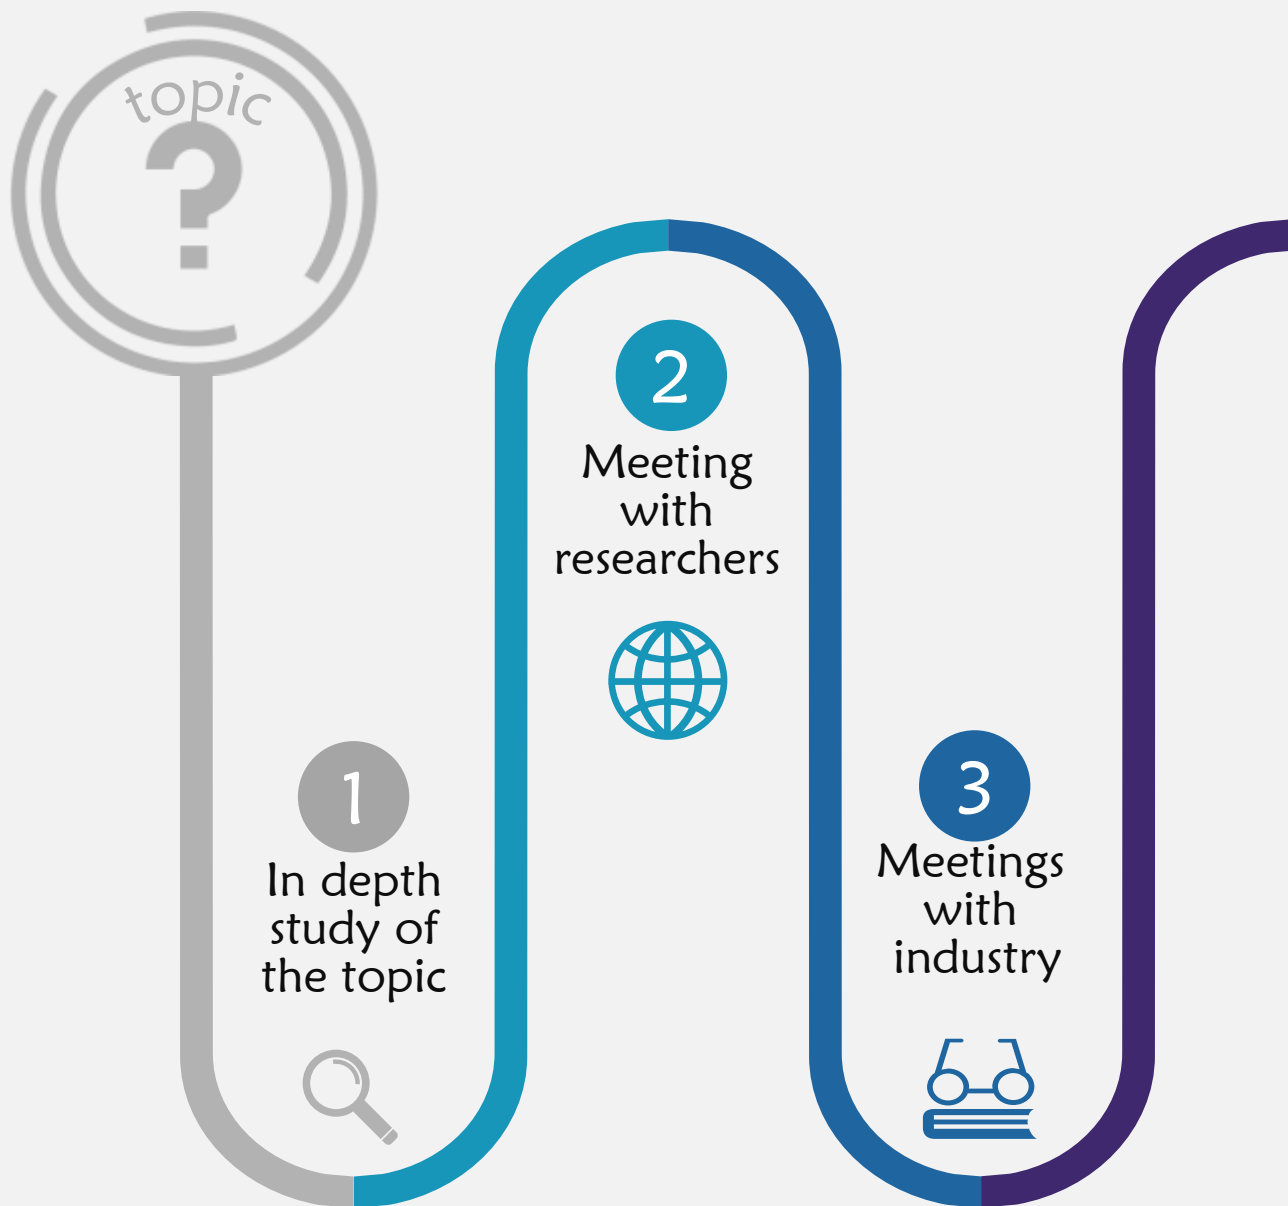 topic
?
1
In depth
study of
the topic
2
Meeting
with
researchers
3
Meetings
with
industry